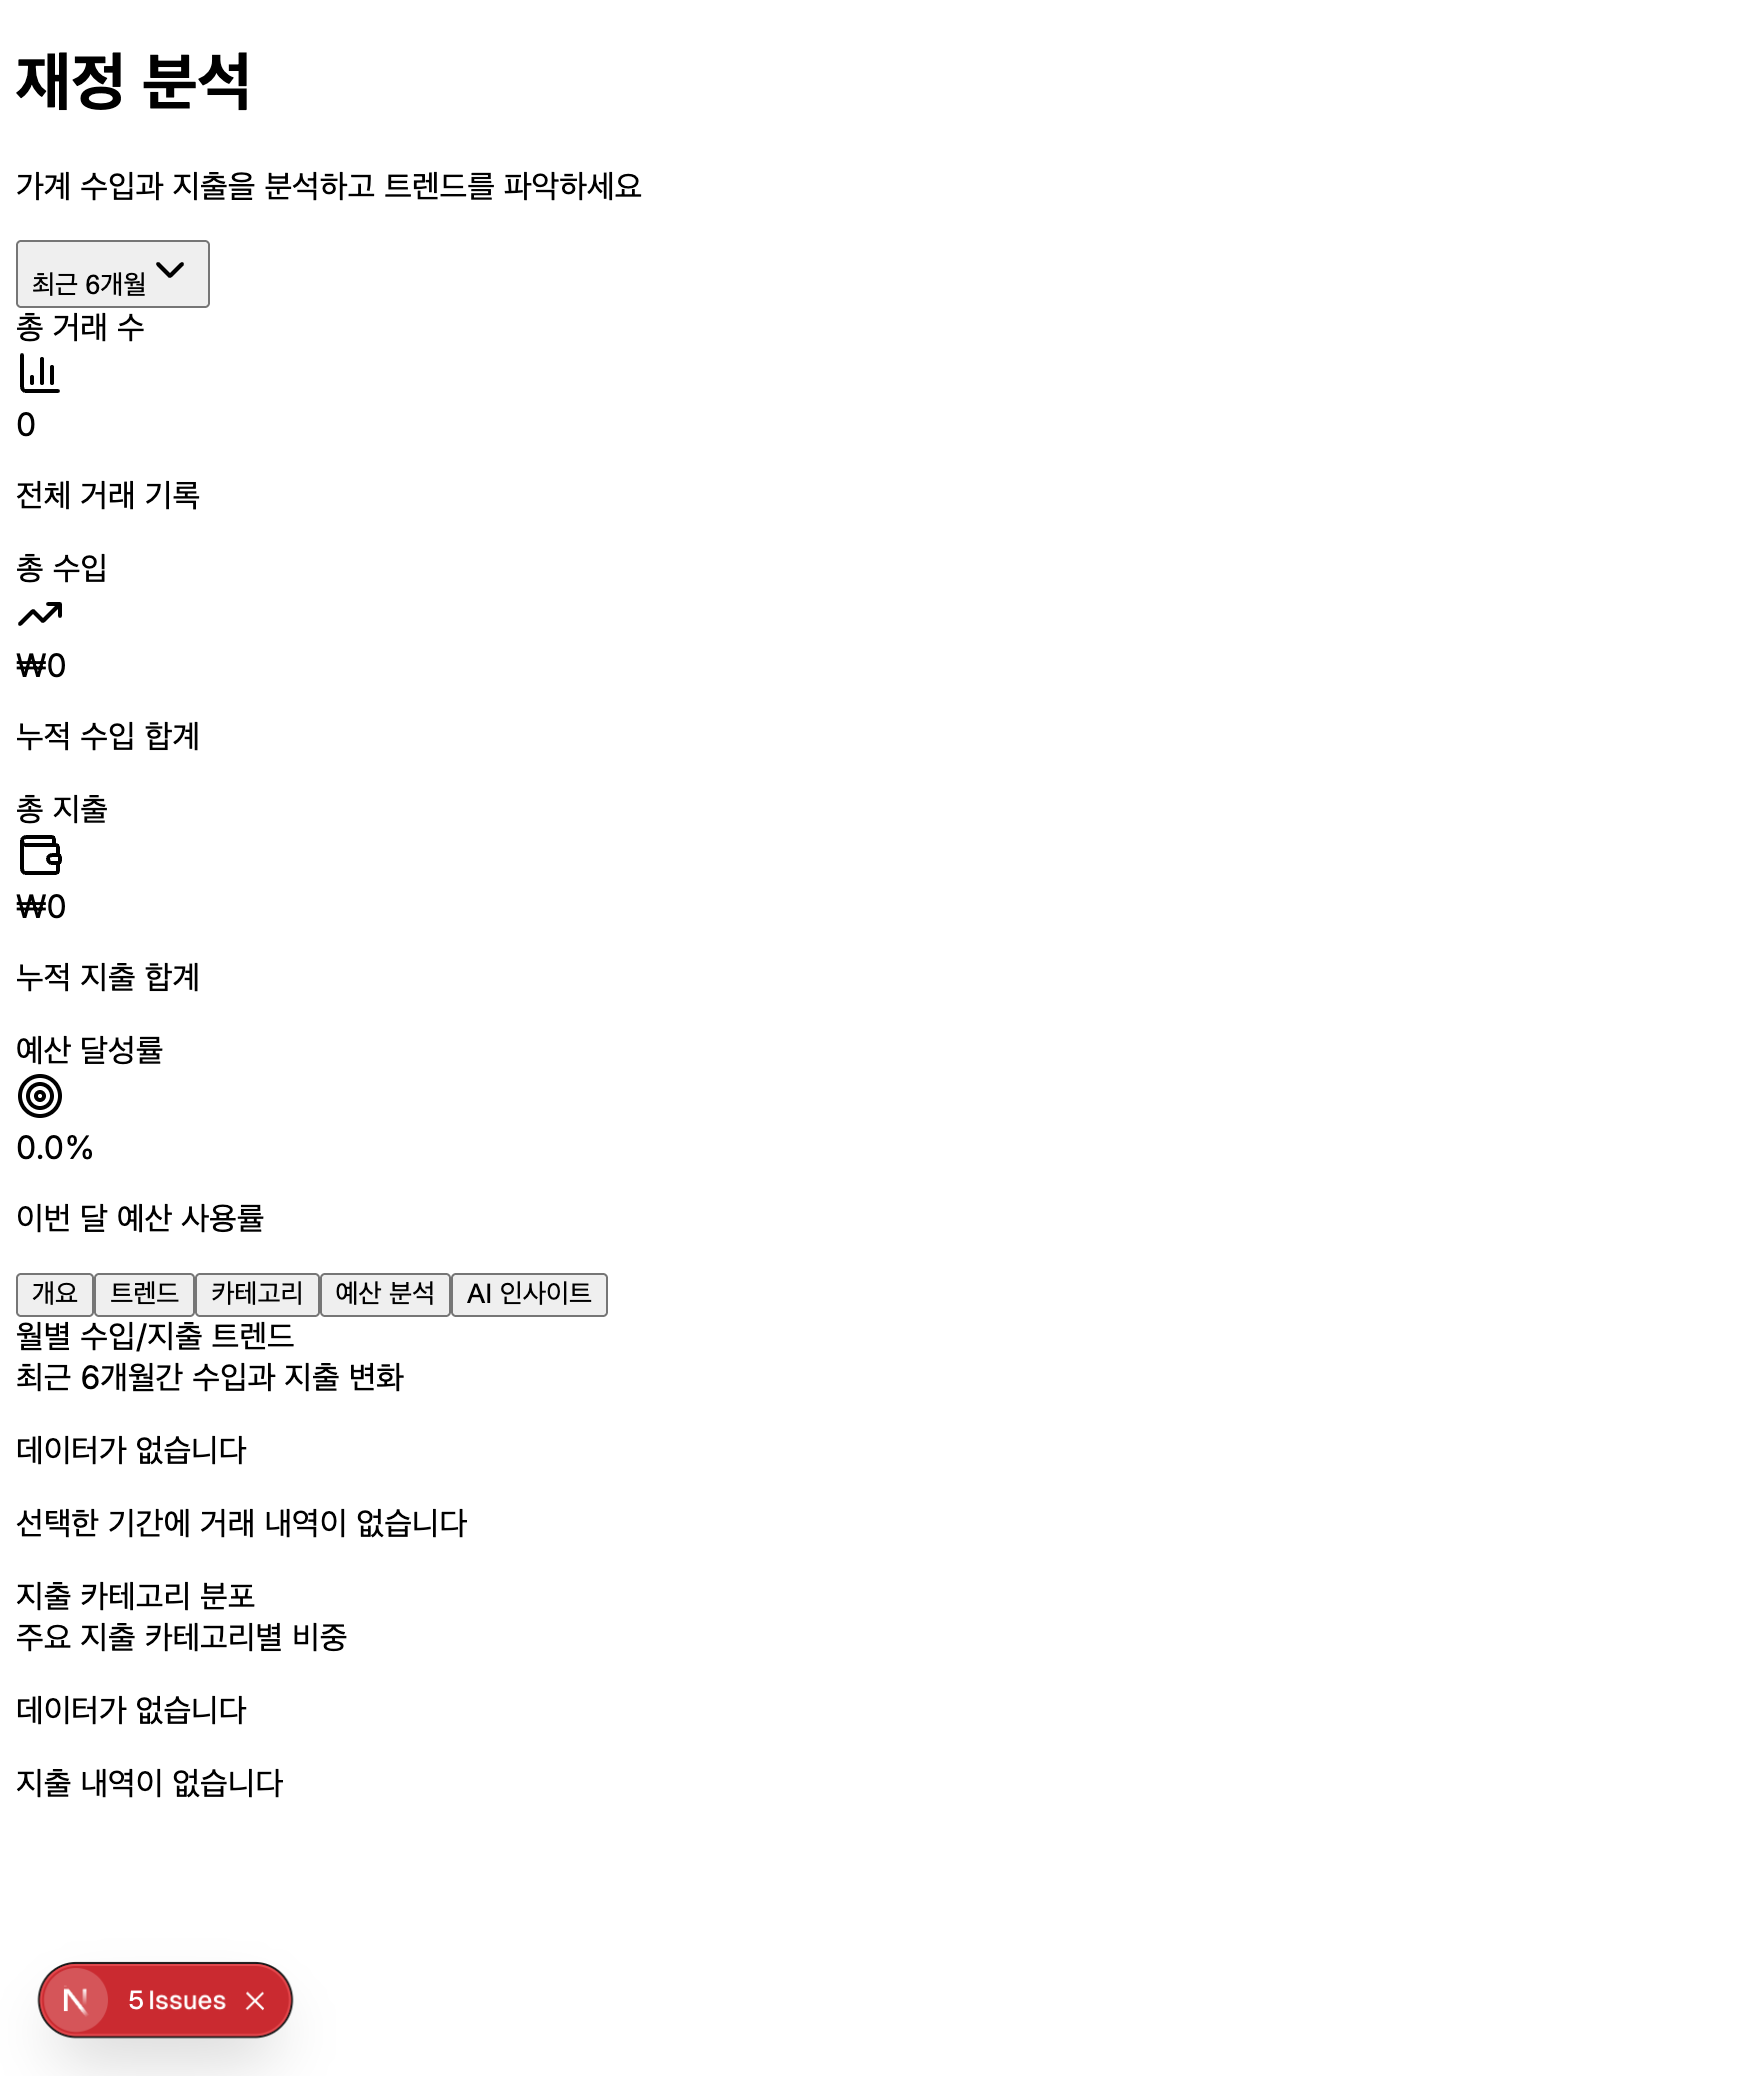 재정 분석
가계 수입과 지출을 분석하고 트렌드를 파악하세요
최근 6개월
총 거래 수
0
전체 거래 기록
총 수입
₩0
누적 수입 합계
총 지출
₩0
누적 지출 합계
예산 달성률
0.0%
이번 달 예산 사용률
개요 트렌드 카테고리 예산 분석 AI 인사이트
월별 수입/지출 트렌드
최근 6개월간 수입과 지출 변화
데이터가 없습니다
선택한 기간에 거래 내역이 없습니다
지출 카테고리 분포
주요 지출 카테고리별 비중
데이터가 없습니다
지출 내역이 없습니다
N 5 Issues